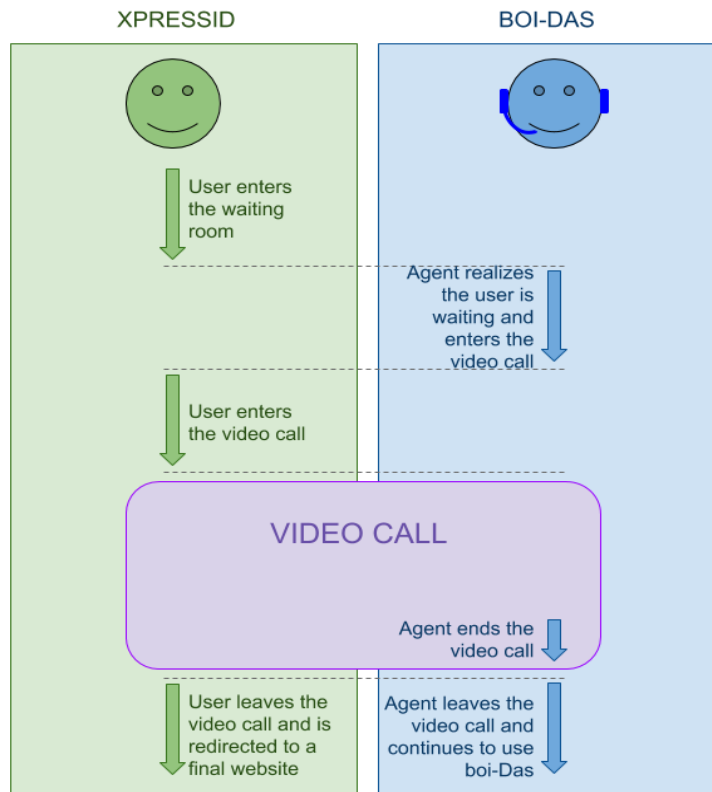 XPRESSID
BOI-DAS
User enters
the waiting
room
Agent realizes
the user is
waiting and
enters the
video call
User enters
the video call
VIDEO CALL
Agent ends the
video call
User leaves the
video call and is
redirected to a
final website
Agent leaves the
video call and
continues to use
boi-Das